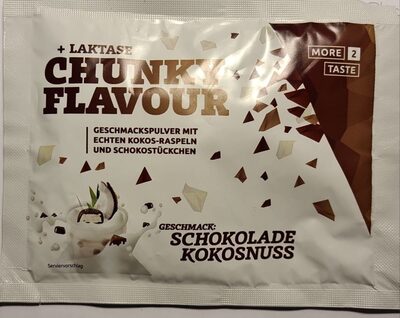 + LAKTASE
CHUNKY
FLAVOUR
MORE 2
TASTE
GESCHMACKSPULVER MIT
ECHTEN KOKOS-RASPELN
UND SCHOKOSTÜCKCHEN
GESCHMACK:
SCHOKOLADE
KOKOSNUSS
Serviervorschlag